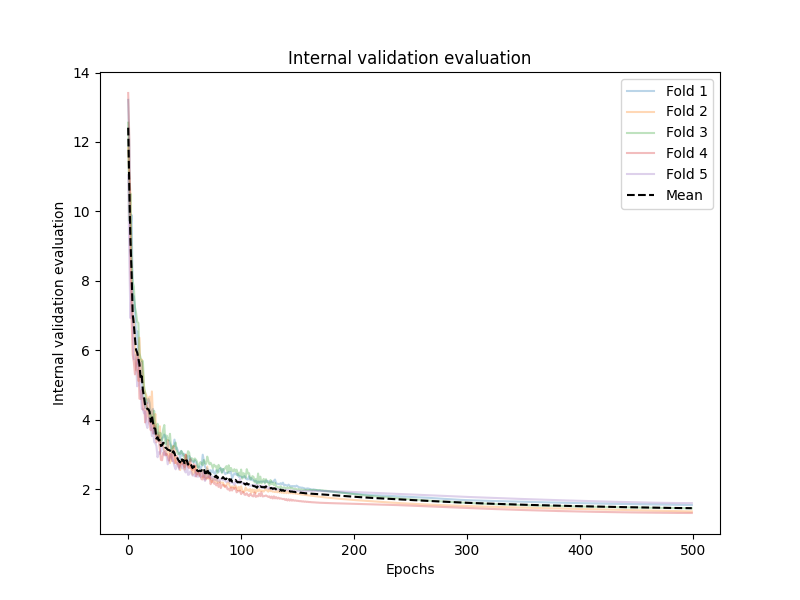 Internal validation evaluation
Internal validation evaluation
14
12
10
8
6
4
2
0
100
200
300
400
500
Epochs
Fold 1
Fold 2
Fold 3
Fold 4
Fold 5
Mean